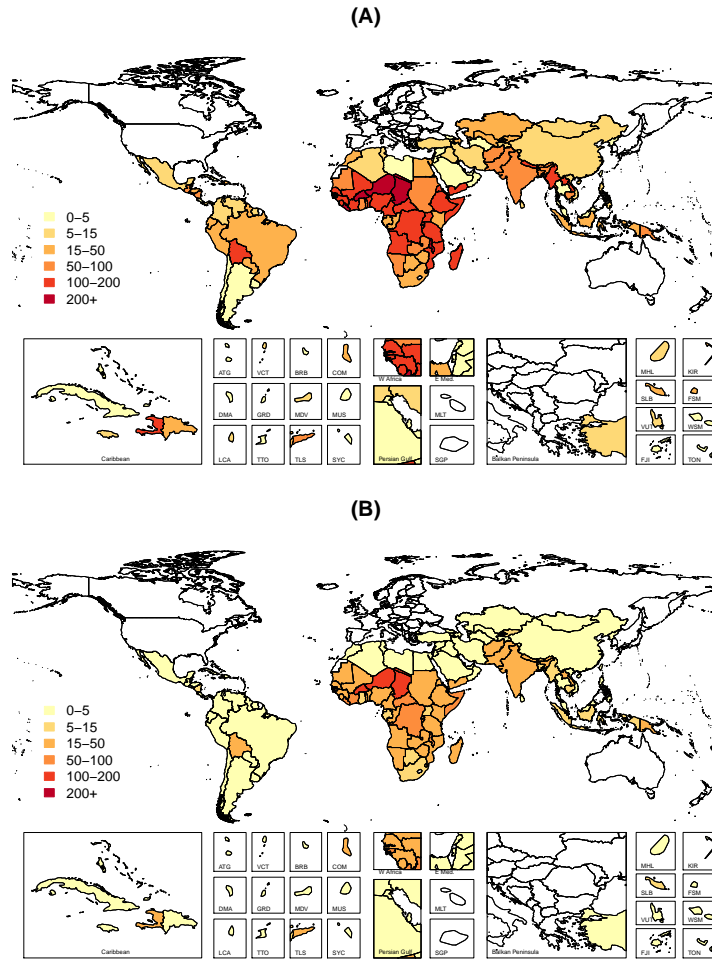 (A)
0–5
5–15
15–50
50–100
100–200
200+
Caribbean
ATG
VCT
BRB
COM
DMA
GRD
MDV
MUS
LCA
TTO
TLS
SYC
W Africa
E Med.
Persian Gulf
MLT
SGP
Balkan Peninsula
MHL
KIR
SLB
FSM
VUT
WSM
FJI
TON
(B)
0–5
5–15
15–50
50–100
100–200
200+
Caribbean
ATG
VCT
BRB
COM
DMA
GRD
MDV
MUS
LCA
TTO
TLS
SYC
W Africa
E Med.
Persian Gulf
MLT
SGP
Balkan Peninsula
MHL
KIR
SLB
FSM
VUT
WSM
FJI
TON